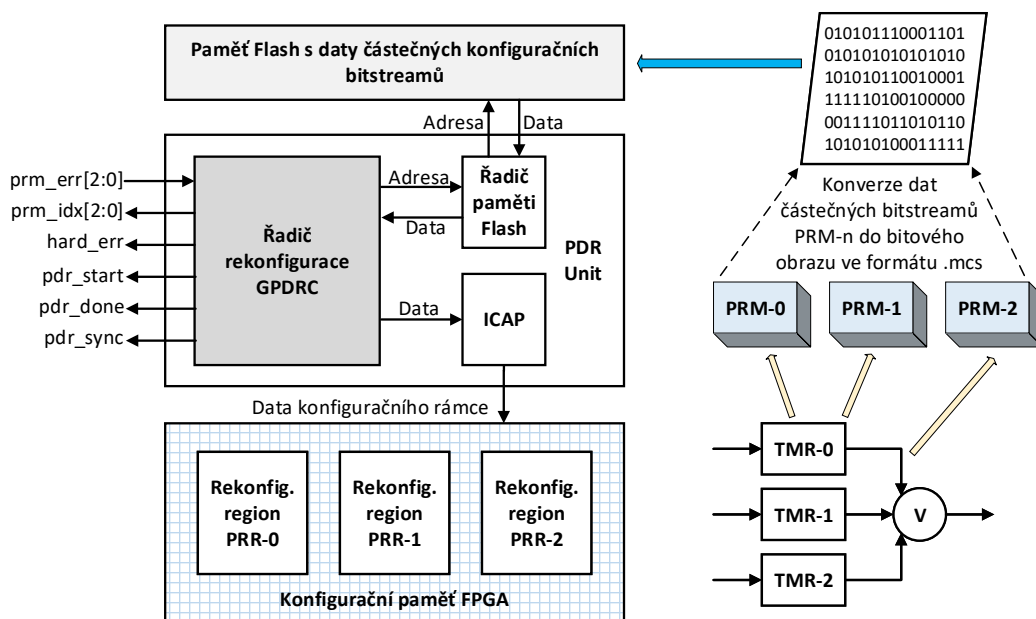 Paměť Flash s daty částečných konfiguračních
bitstreamů
Adresa
Data
prm_err[2:0]
prm_idx[2:0]
hard_err
pdr_start
pdr_done
pdr_sync
Řadič
rekonfigurace
GPDRC
Adresa
Data
Řadič
paměti
Flash
PDR
Unit
Data
ICAP
Data konfiguračního rámce
Rekonfig.
region
PRR-0
Rekonfig.
region
PRR-1
Rekonfig.
region
PRR-2
Konfigurační paměť FPGA
010101110001101
010101010101010
101010110010001
111110100100000
001111011010110
101010100011111
Konverze dat
částečných bitstreamů
PRM-n do bitového
obrazu ve formátu .mcs
PRM-0
PRM-1
PRM-2
TMR-0
TMR-1
V
TMR-2